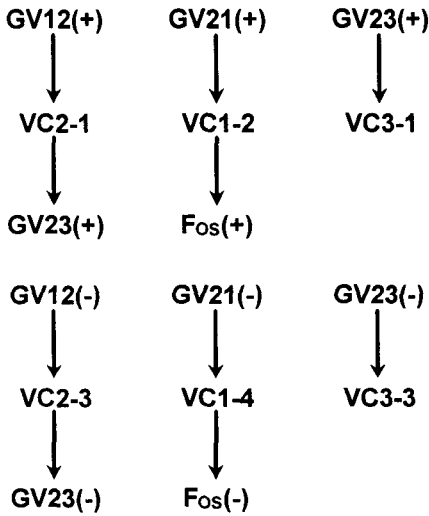 GV12(+) GV21(+) GV23(+)
VC2-1 VC1-2 VC3-1
GV23(+) Fos(+)
GV12(-) GV21(-) GV23(-)
VC2-3 VC1-4 VC3-3
GV23(-) Fos(-)